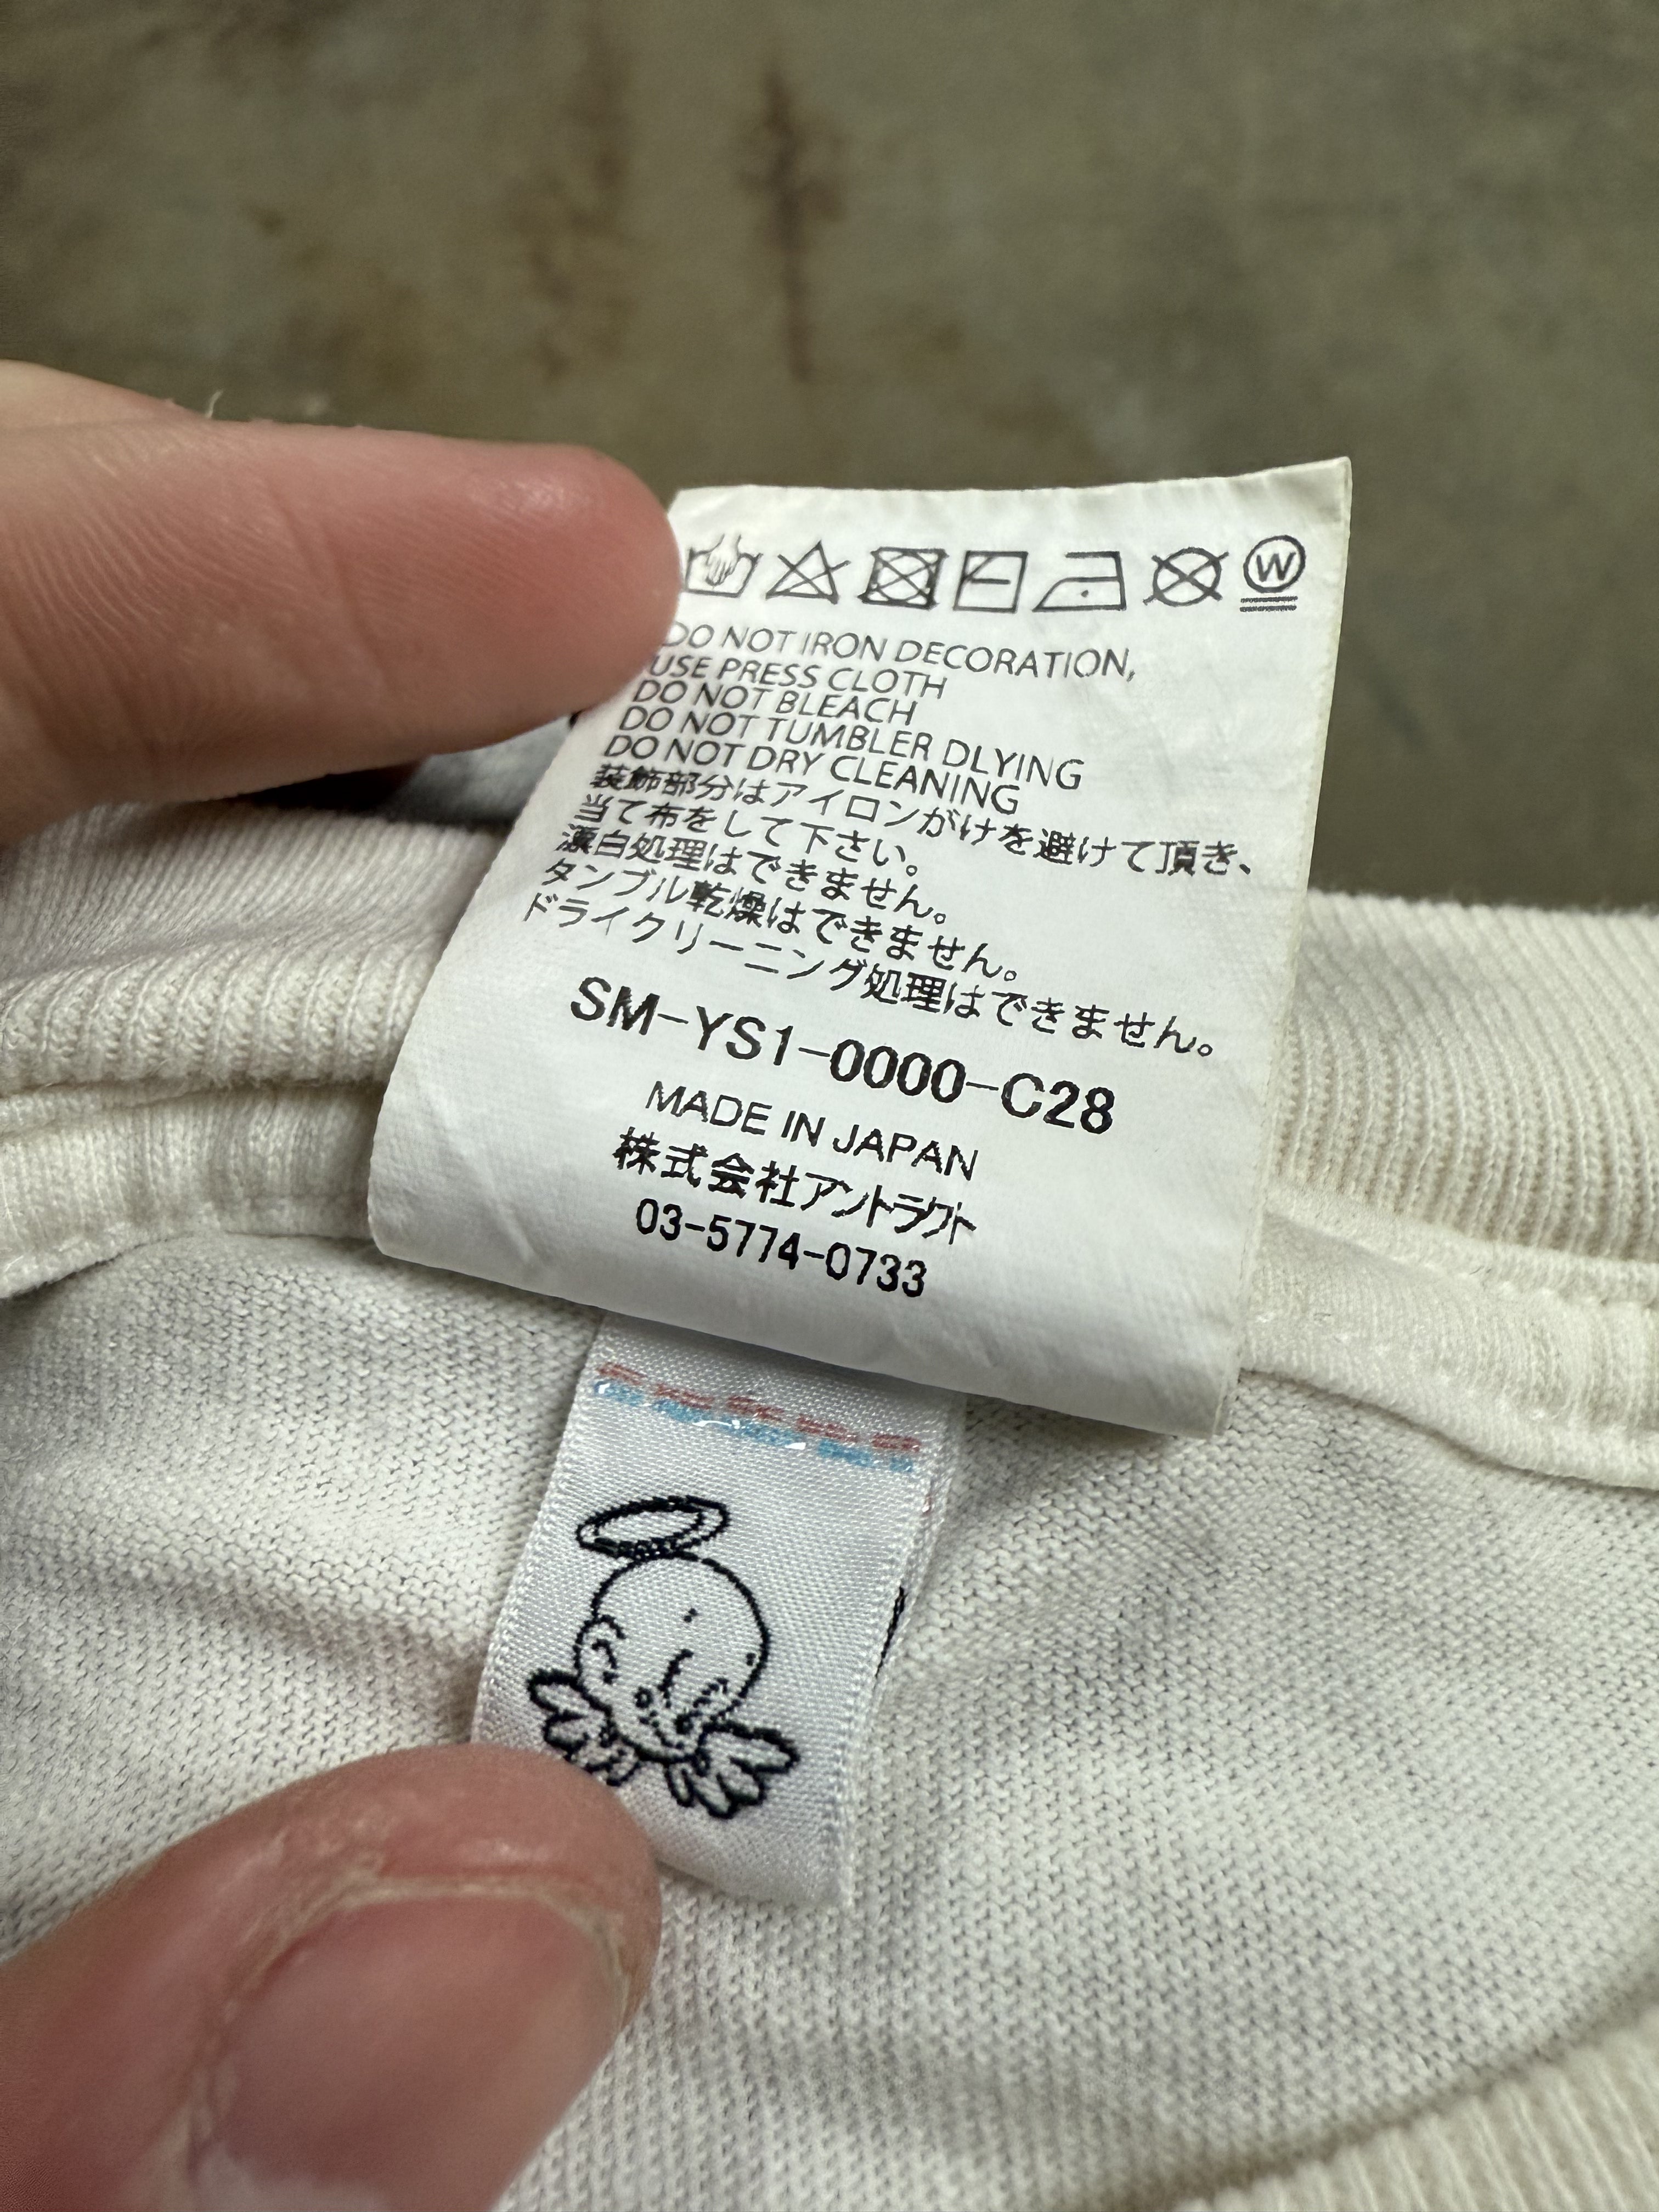 W
DO NOT IRON DECORATION,
USE PRESS CLOTH
DO NOT BLEACH
DO NOT TUMBLER DLYING
DO NOT DRY CLEANING
装飾部分はアイロンがけを避けて頂き、
当て布をして下さい。
漂白処理はできません。
タンブル乾燥はできません。
ドライクリーニング処理はできません。
SM-YS1-0000-C28
MADE IN JAPAN
株式会社アントラクト
03-5774-0733